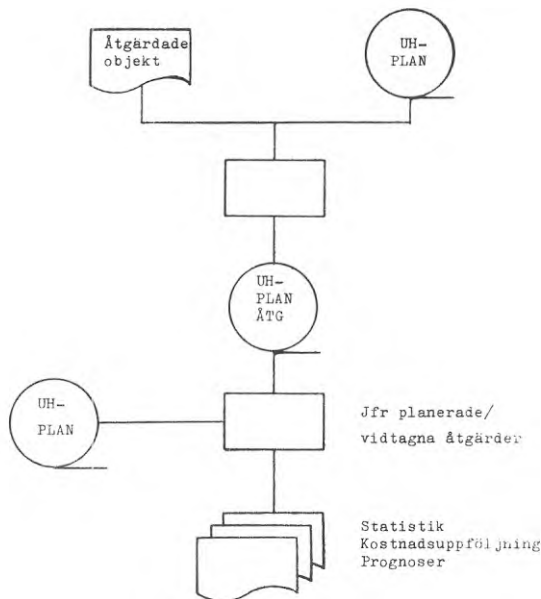 Åtgärdade
objekt
UH-
PLAN
UH-
PLAN
ÅTG
UH-
PLAN
Jfr planerade/
vidtagna åtgärder
Statistik
Kostnadsuppföljning
Prognoser